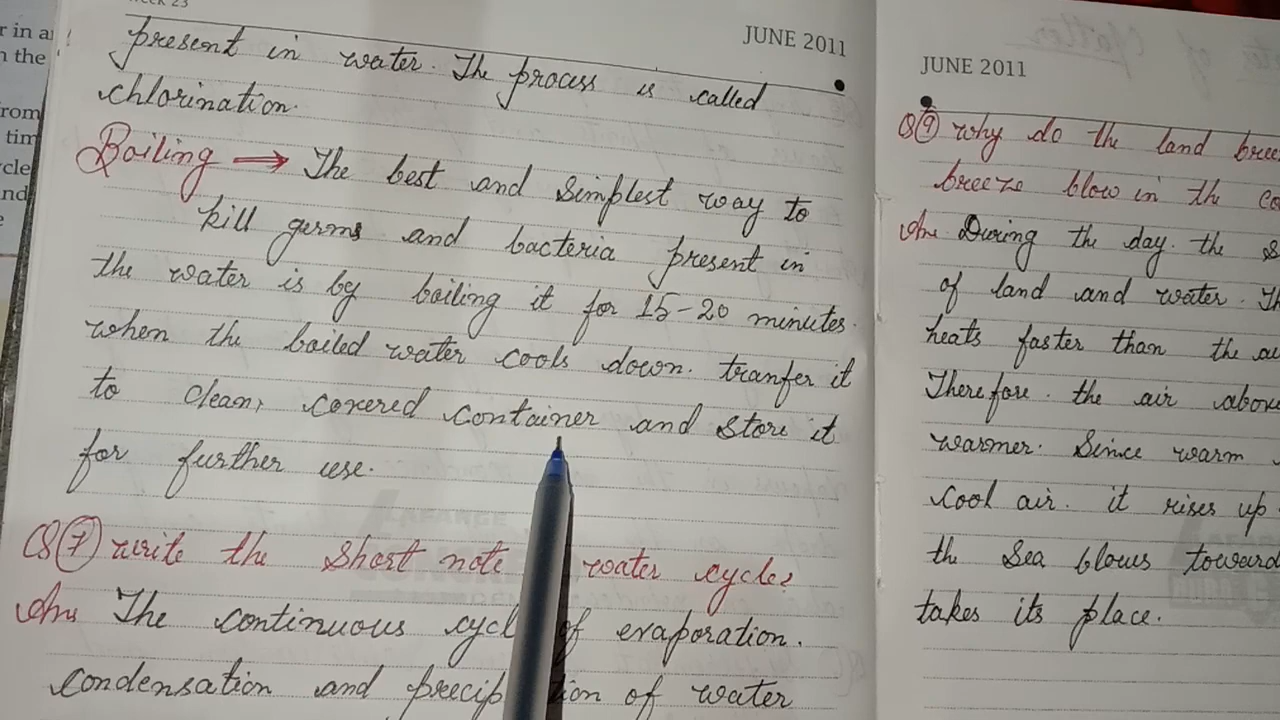 JUNE 2011
present in water. The process is called
chlorination.
Boiling → The best and simplest way to
kill germs and bacteria present in
the water is by boiling it for 15-20 minutes.
when the boiled water cools down. tranfer it
to clean, covered container and store it
for further use.
Q(7) write the short note water cycle?
Ans The continuous of evaporation.
condensation and of water
JUNE 2011
Q(9) why do the land
breeze blow in the
Ans During the day. the
of land and water.
heats faster than the
Therefore. the air
warmer. Since warm
cool air. it rises up
the Sea blows
takes its place.